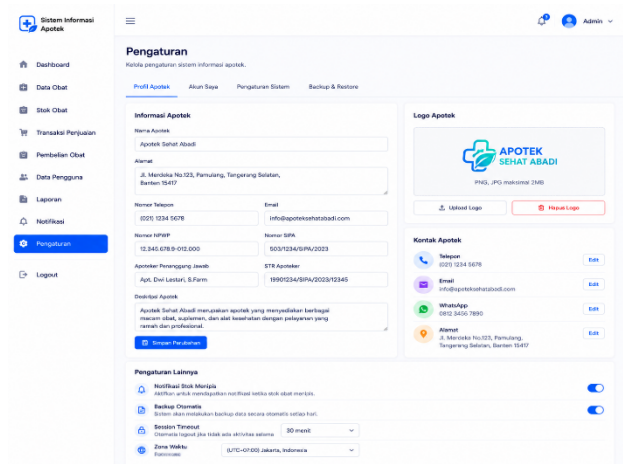 Sistem Informasi
Apotek
Admin
Dashboard
Data Obat
Stok Obat
Transaksi Penjualan
Pembelian Obat
Data Pengguna
Laporan
Notifikasi
Pengaturan
Logout
Pengaturan
Kelola pengaturan sistem informasi apotek.
Profil Apotek
Akun Saya
Pengaturan Sistem
Backup & Restore
Informasi Apotek
Nama Apotek
Apotek Sehat Abadi
Alamat
Jl. Merdeka No.123, Pamulang, Tangerang Selatan,
Banten 15417
Nomor Telepon
Email
(021) 1234 5678
info@apoteksehatabadi.com
Nomor NPWP
Nomor SIPA
12.345.678.9-012.000
503/1234/SIPA/2023
Apoteker Penanggung Jawab
STR Apoteker
Apt. Dwi Lestari, S.Farm
19901234/SIPA/2023/12345
Deskripsi Apotek
Apotek Sehat Abadi merupakan apotek yang menyediakan berbagai
macam obat, suplemen, dan alat kesehatan dengan pelayanan yang
ramah dan profesional.
Simpan Perubahan
Logo Apotek
APOTEK
SEHAT ABADI
PNG, JPG maksimal 2MB
Upload Logo
Hapus Logo
Kontak Apotek
Telepon
(021) 1234 5678
Edit
Email
info@apoteksehatabadi.com
Edit
WhatsApp
0812 3456 7890
Edit
Alamat
Jl. Merdeka No.123, Pamulang,
Tangerang Selatan, Banten 15417
Edit
Pengaturan Lainnya
Notifikasi Stok Menipis
Aktifkan untuk mendapatkan notifikasi ketika stok obat menipis.
Backup Otomatis
Sistem akan melakukan backup data secara otomatis setiap hari.
Session Timeout
Otomatis logout jika tidak ada aktivitas selama
30 menit
Zona Waktu
(UTC+07:00) Jakarta, Indonesia